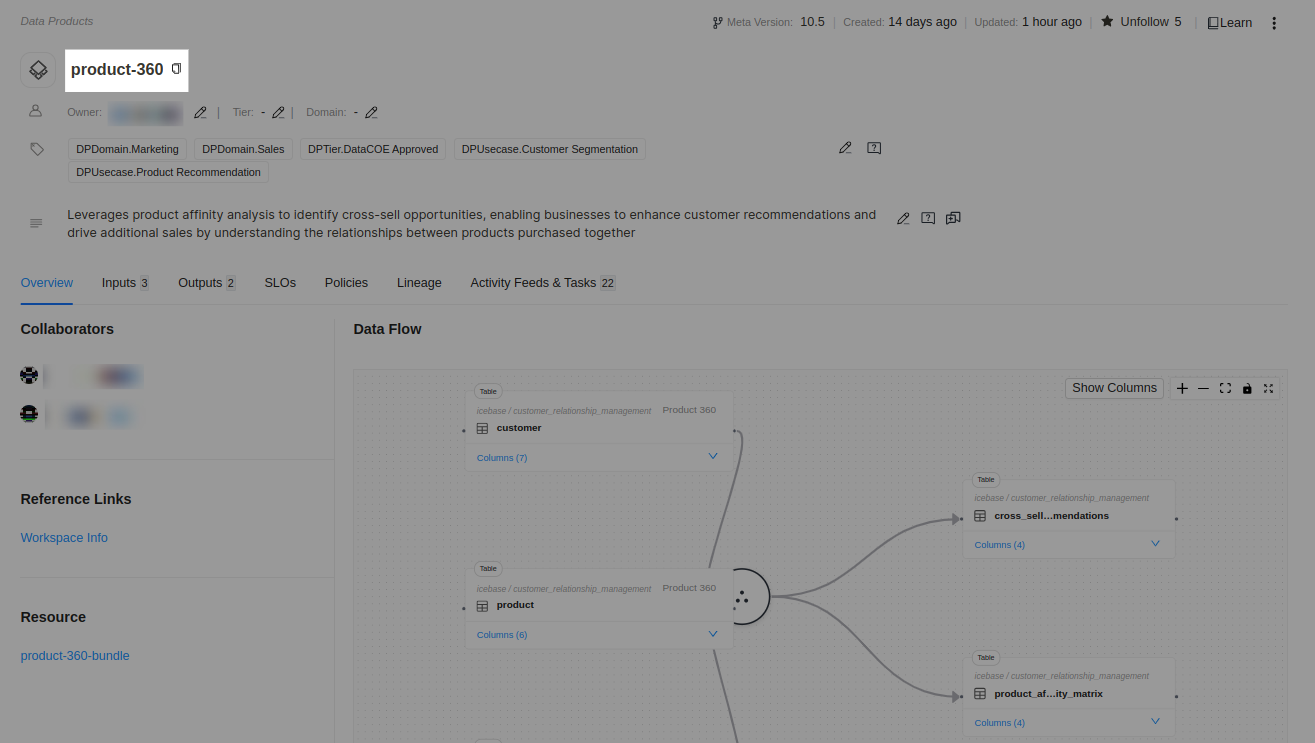 Data Products
Meta Version: 10.5 | Created: 14 days ago | Updated: 1 hour ago | Unfollow 5 | Learn
product-360
Owner: | Tier: - | Domain: -
DPDomain.Marketing DPDomain.Sales DPTier.DataCOE Approved DPUsecase.Customer Segmentation
DPUsecase.Product Recommendation
Leverages product affinity analysis to identify cross-sell opportunities, enabling businesses to enhance customer recommendations and
drive additional sales by understanding the relationships between products purchased together
Overview Inputs 3 Outputs 2 SLOs Policies Lineage Activity Feeds & Tasks 22
Collaborators
Reference Links
Workspace Info
Resource
product-360-bundle
Data Flow
Show Columns
Table
icebase / customer_relationship_management Product 360
customer
Columns (7)
Table
icebase / customer_relationship_management Product 360
product
Columns (6)
Table
icebase / customer_relationship_management
cross_sell...mendations
Columns (4)
Table
icebase / customer_relationship_management
product_af...ity_matrix
Columns (4)